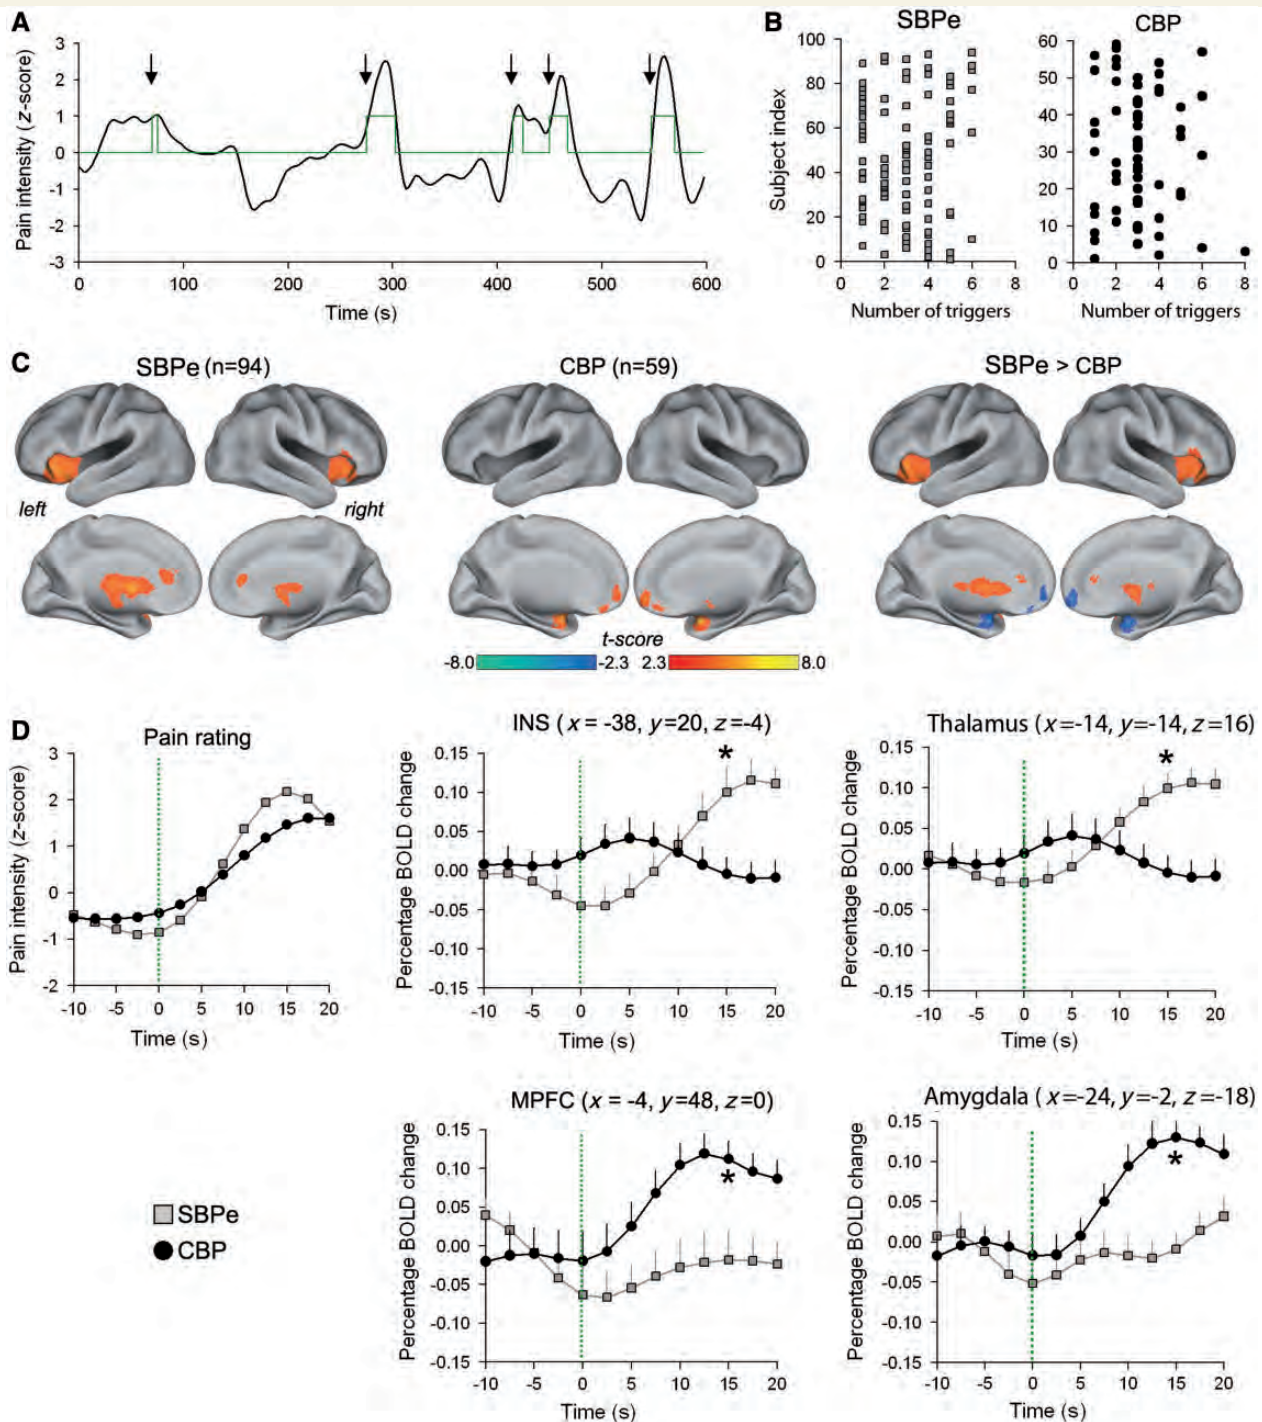 A
Pain intensity (z-score)
3
2
1
0
-1
-2
-3
0 100 200 300 400 500 600
Time (s)
B
SBPe
CBP
Subject index
100
80
60
40
20
0
0 2 4 6 8
Number of triggers
60
50
40
30
20
10
0
0 2 4 6 8
Number of triggers
C
SBPe (n=94)
CBP (n=59)
SBPe > CBP
left
right
t-score
-8.0 -2.3 2.3 8.0
D
Pain rating
Pain intensity (z-score)
3
2
1
0
-1
-2
-10 -5 0 5 10 15 20
Time (s)
INS ( x = -38, y=20, z=-4)
Percentage BOLD change
0.15
0.10
0.05
0.00
-0.05
-0.10
-0.15
*
-10 -5 0 5 10 15 20
Time (s)
Thalamus (x=-14, y=-14, z=16)
Percentage BOLD change
0.15
0.10
0.05
0.00
-0.05
-0.10
-0.15
*
-10 -5 0 5 10 15 20
Time (s)
SBPe
CBP
MPFC (x = -4, y=48, z=0)
Percentage BOLD change
0.15
0.10
0.05
0.00
-0.05
-0.10
-0.15
*
-10 -5 0 5 10 15 20
Time (s)
Amygdala ( x=-24, y=-2, z=-18)
Percentage BOLD change
0.15
0.10
0.05
0.00
-0.05
-0.10
-0.15
*
-10 -5 0 5 10 15 20
Time (s)